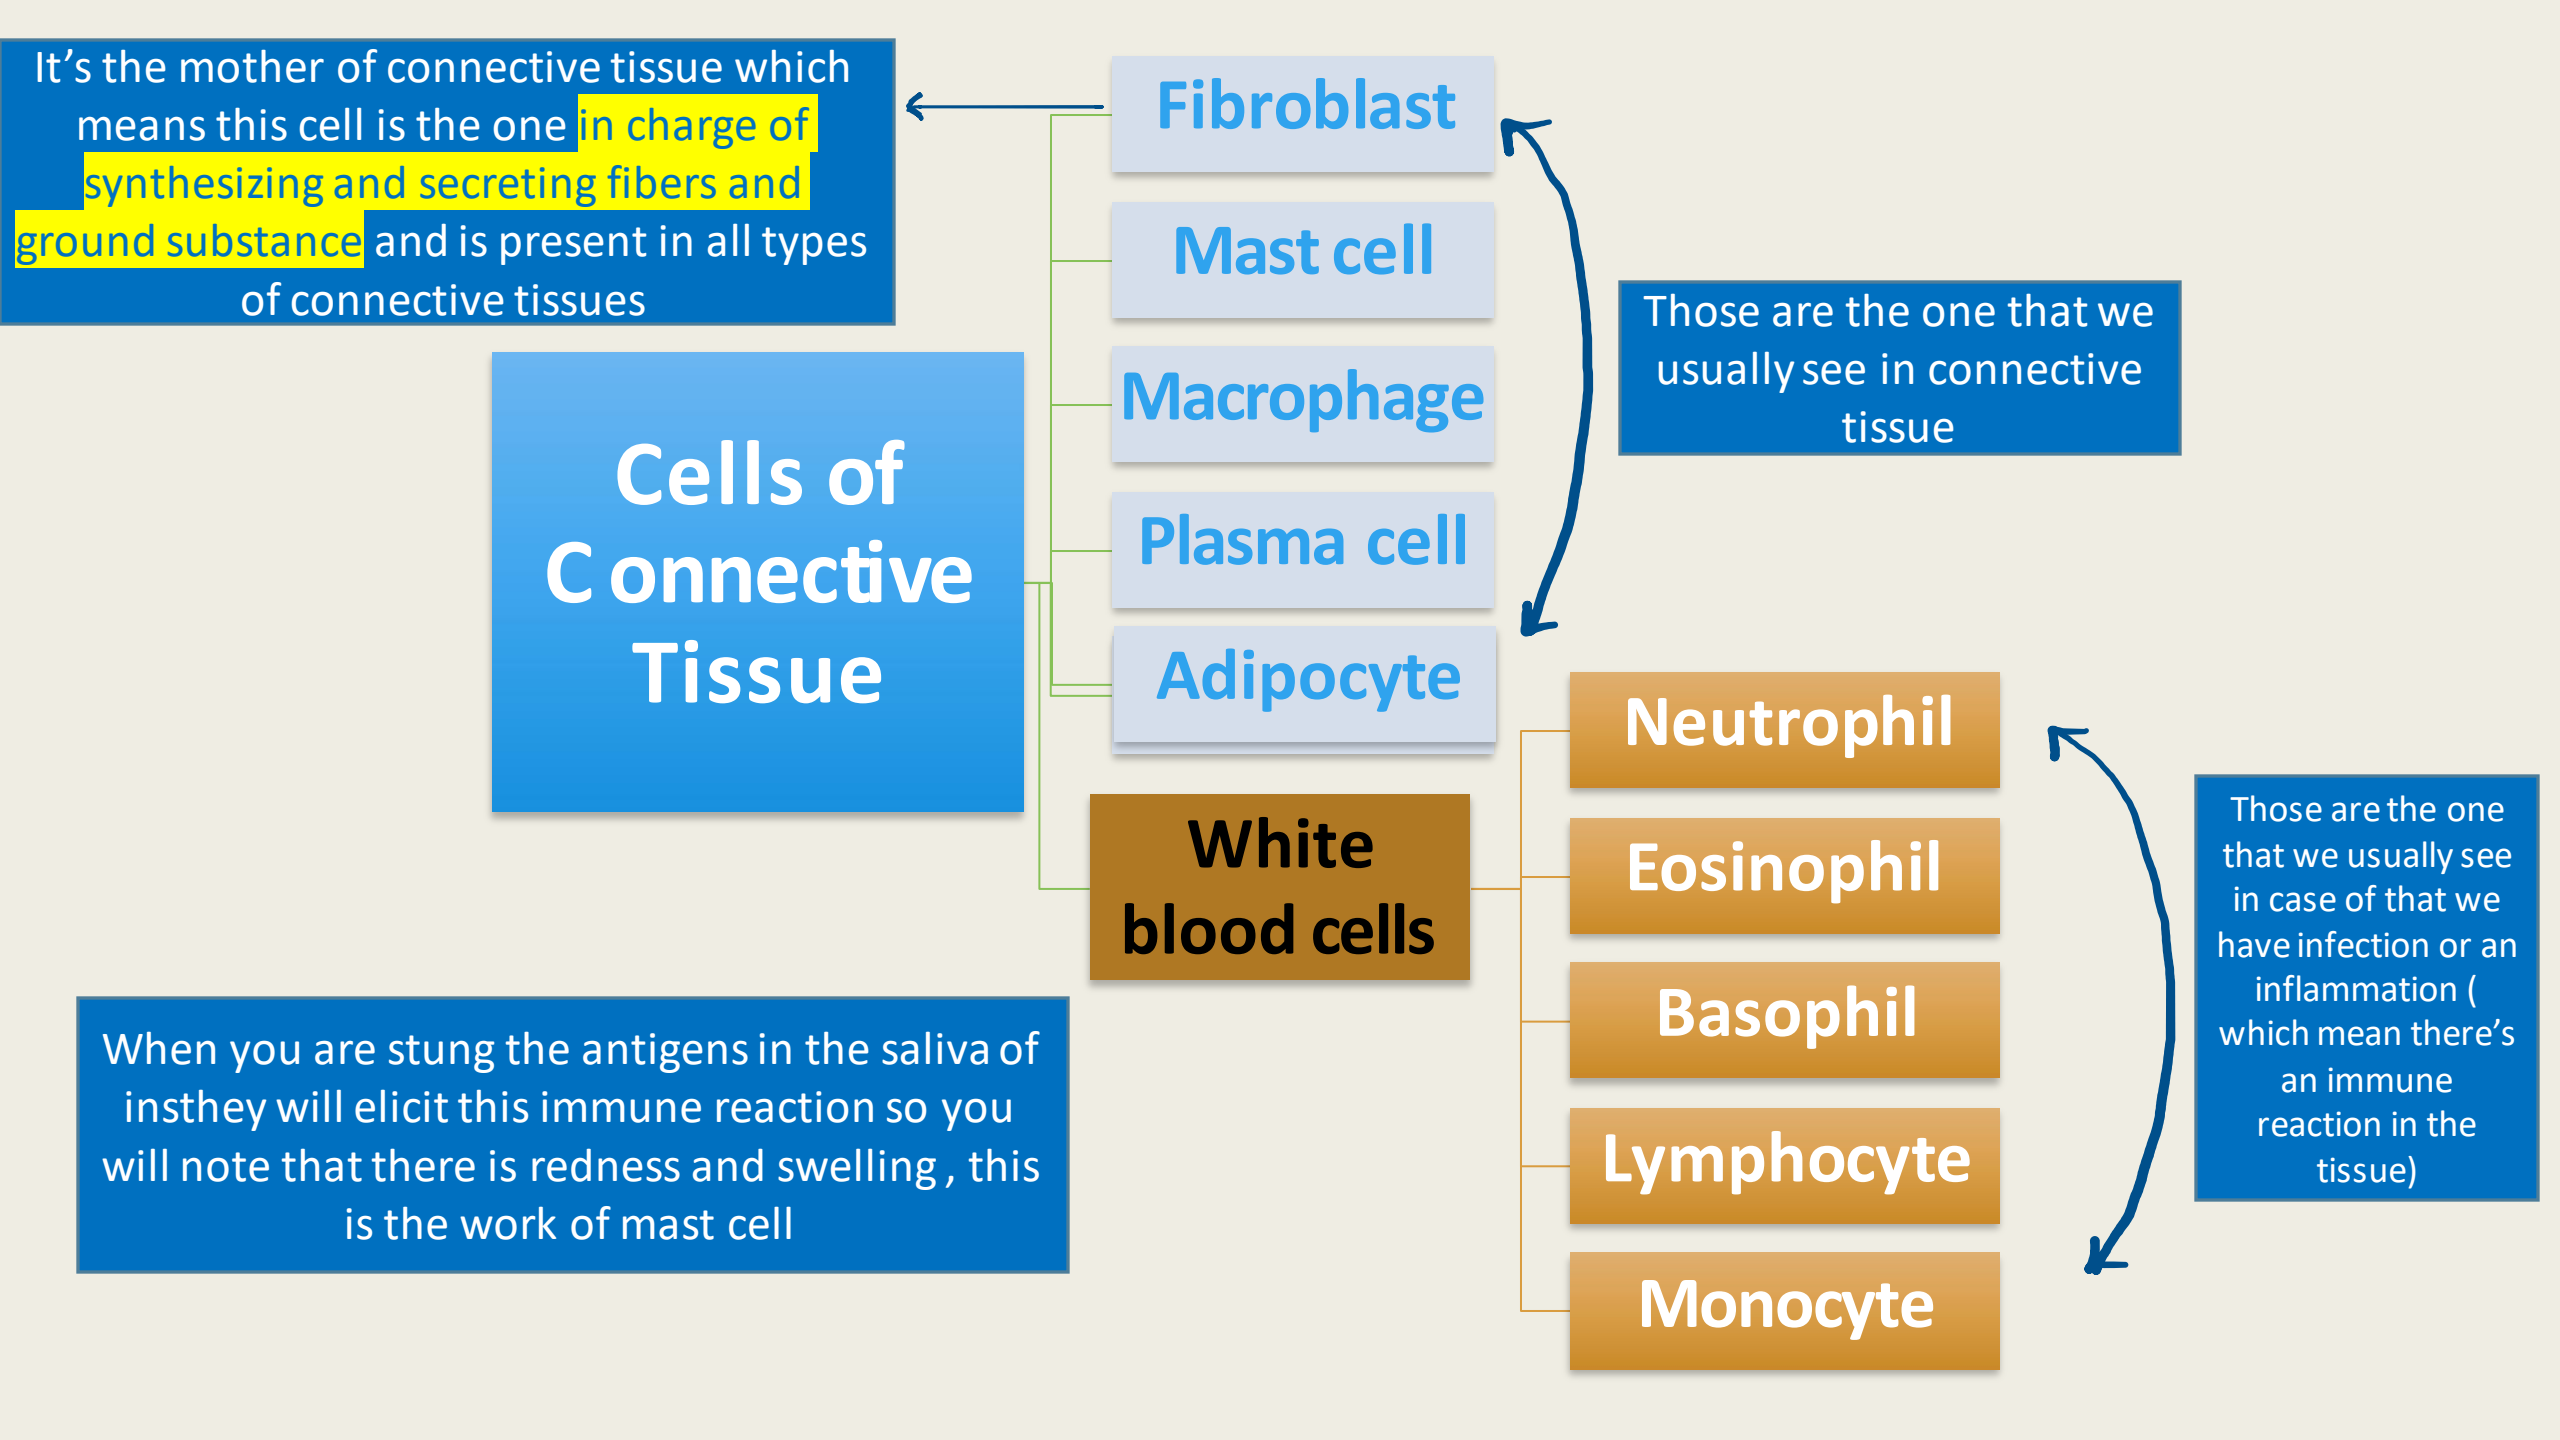 It's the mother of connective tissue which
means this cell is the one in charge of
synthesizing and secreting fibers and
ground substance and is present in all types
of connective tissues
Fibroblast
Mast cell
Macrophage
Plasma cell
Adipocyte
Those are the one that we
usually see in connective
tissue
Cells of
C onnective
Tissue
White
blood cells
Neutrophil
Eosinophil
Basophil
Lymphocyte
Monocyte
Those are the one
that we usually see
in case of that we
have infection or an
inflammation (
which mean there's
an immune
reaction in the
tissue)
When you are stung the antigens in the saliva of
insthey will elicit this immune reaction so you
will note that there is redness and swelling , this
is the work of mast cell